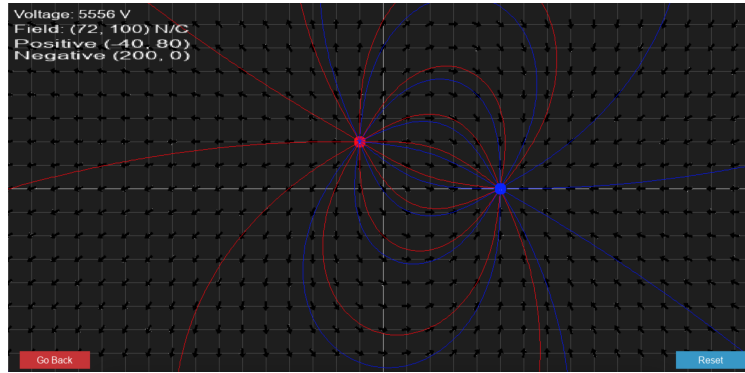 Voltage: 5556 V
Field: (72, 100) N/C
Positive (-40, 80)
Negative (200, 0)
Go Back
Reset